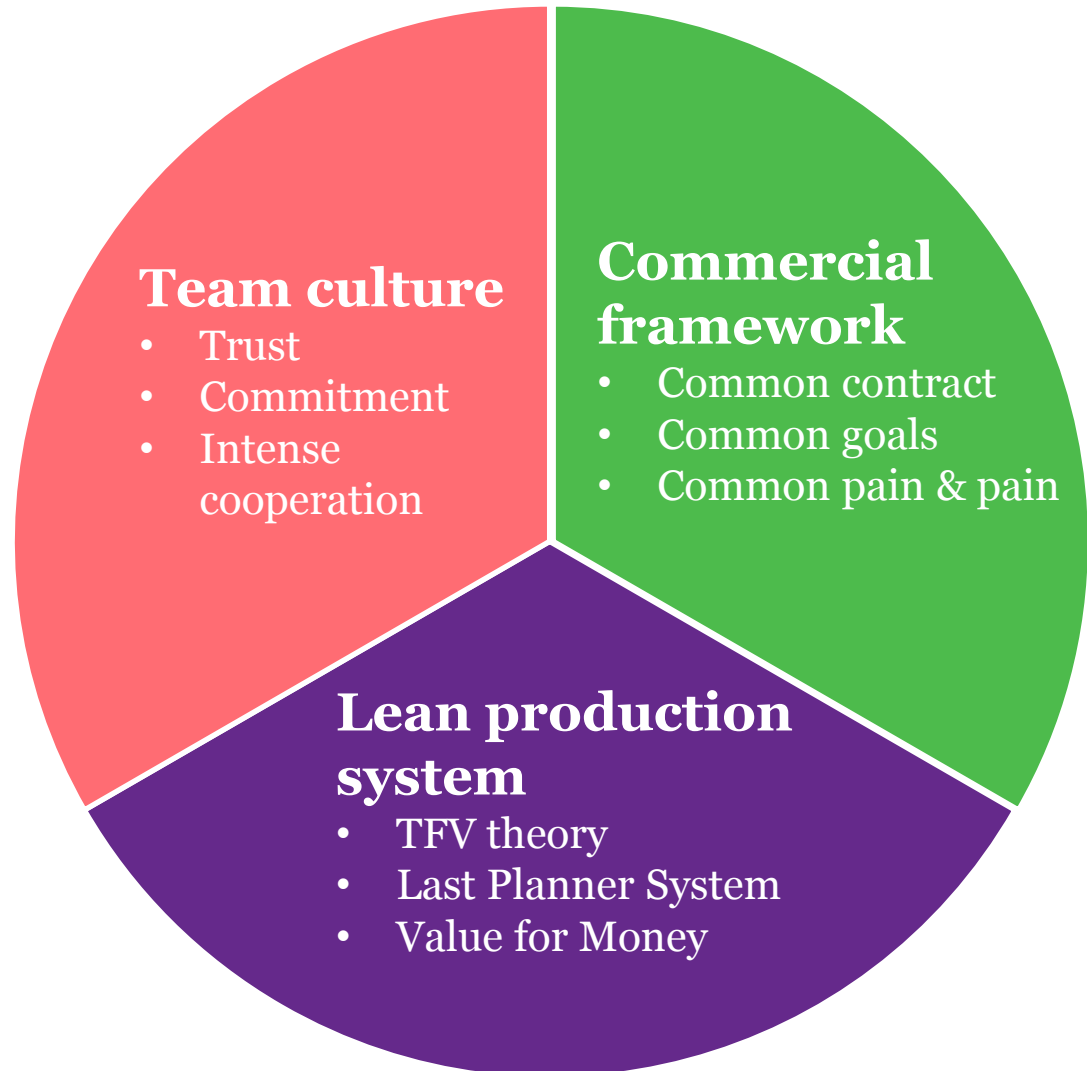 Team culture
• Trust
• Commitment
• Intense
cooperation
Commercial
framework
• Common contract
• Common goals
• Common pain & pain
Lean production
system
• TFV theory
• Last Planner System
• Value for Money